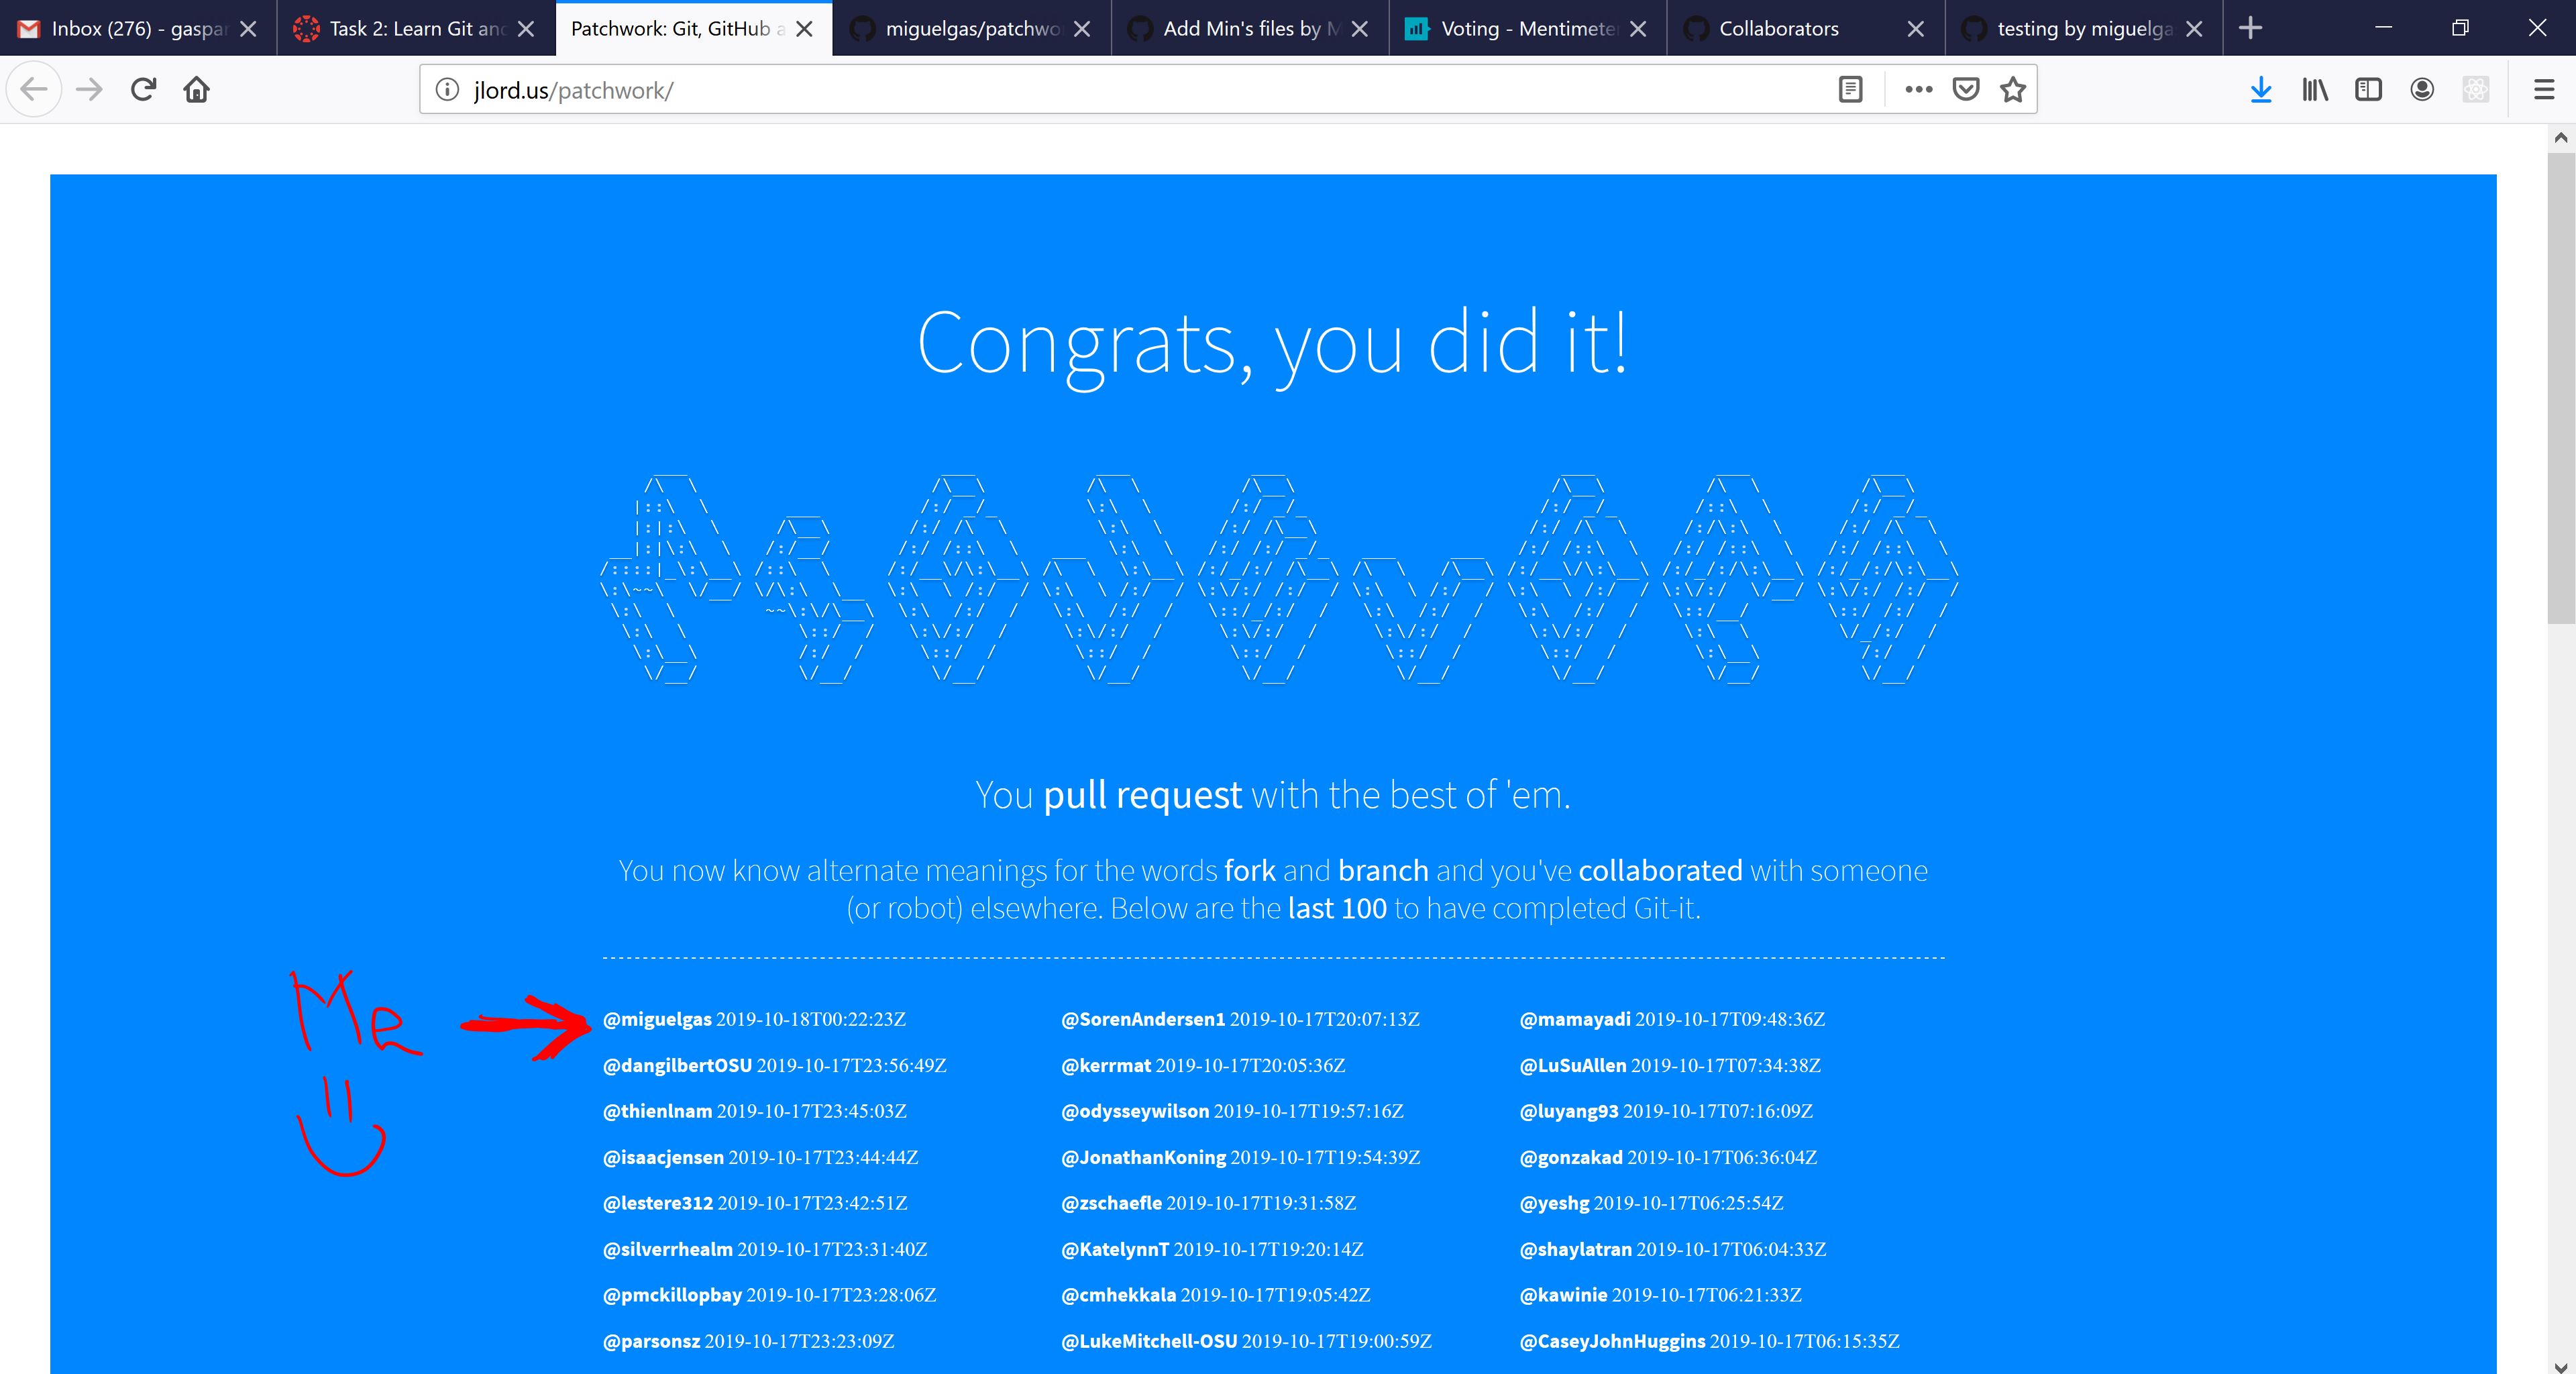 Inbox (276) - gaspar
Task 2: Learn Git and
Patchwork: Git, GitHub a
miguelgas/patchwo
Add Min's files by M
Voting - Mentimeter
Collaborators
testing by miguelga
jlord.us/patchwork/
Congrats, you did it!
You pull request with the best of 'em.
You now know alternate meanings for the words fork and branch and you've collaborated with someone
(or robot) elsewhere. Below are the last 100 to have completed Git-it.
Me
@miguelgas 2019-10-18T00:22:23Z
@dangilbertOSU 2019-10-17T23:56:49Z
@thienlnam 2019-10-17T23:45:03Z
@isaacjensen 2019-10-17T23:44:44Z
@lestere312 2019-10-17T23:42:51Z
@silverrhealm 2019-10-17T23:31:40Z
@pmckillopbay 2019-10-17T23:28:06Z
@parsonsz 2019-10-17T23:23:09Z
@SorenAndersen1 2019-10-17T20:07:13Z
@kerrmat 2019-10-17T20:05:36Z
@odysseywilson 2019-10-17T19:57:16Z
@JonathanKoning 2019-10-17T19:54:39Z
@zschaefle 2019-10-17T19:31:58Z
@KatelynnT 2019-10-17T19:20:14Z
@cmhekkala 2019-10-17T19:05:42Z
@LukeMitchell-OSU 2019-10-17T19:00:59Z
@mamayadi 2019-10-17T09:48:36Z
@LuSuAllen 2019-10-17T07:34:38Z
@luyang93 2019-10-17T07:16:09Z
@gonzakad 2019-10-17T06:36:04Z
@yeshg 2019-10-17T06:25:54Z
@shaylatran 2019-10-17T06:04:33Z
@kawinie 2019-10-17T06:21:33Z
@CaseyJohnHuggins 2019-10-17T06:15:35Z